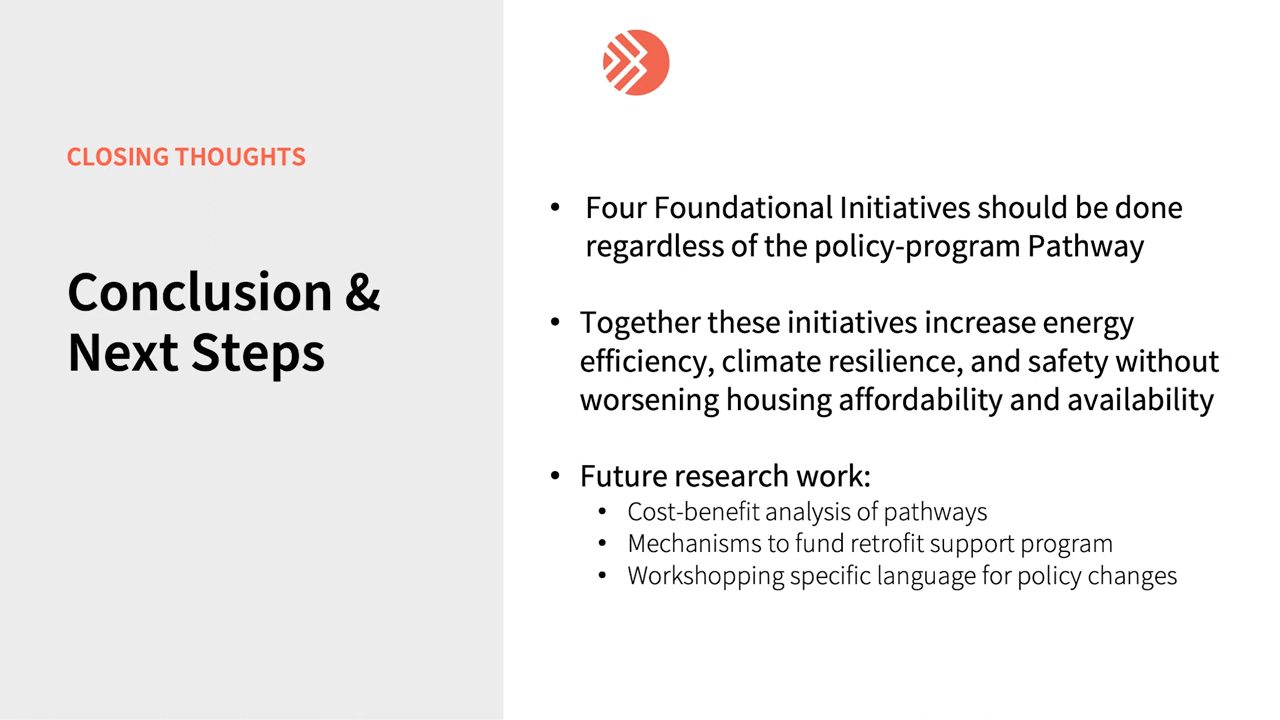 CLOSING THOUGHTS
Conclusion &
Next Steps
• Four Foundational Initiatives should be done
regardless of the policy-program Pathway
• Together these initiatives increase energy
efficiency, climate resilience, and safety without
worsening housing affordability and availability
• Future research work:
• Cost-benefit analysis of pathways
• Mechanisms to fund retrofit support program
• Workshopping specific language for policy changes